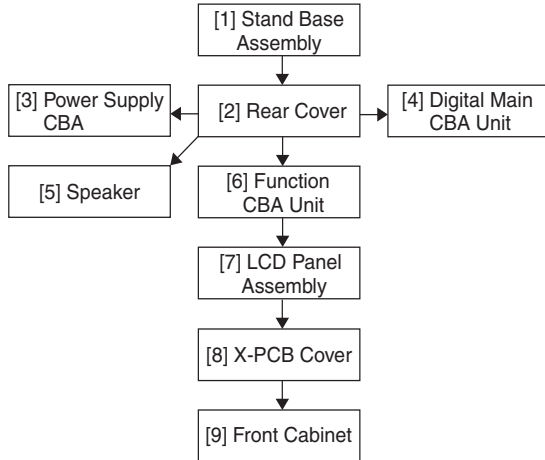 [1] Stand Base
Assembly
[3] Power Supply
CBA
[2] Rear Cover
[4] Digital Main
CBA Unit
[5] Speaker
[6] Function
CBA Unit
[7] LCD Panel
Assembly
[8] X-PCB Cover
[9] Front Cabinet